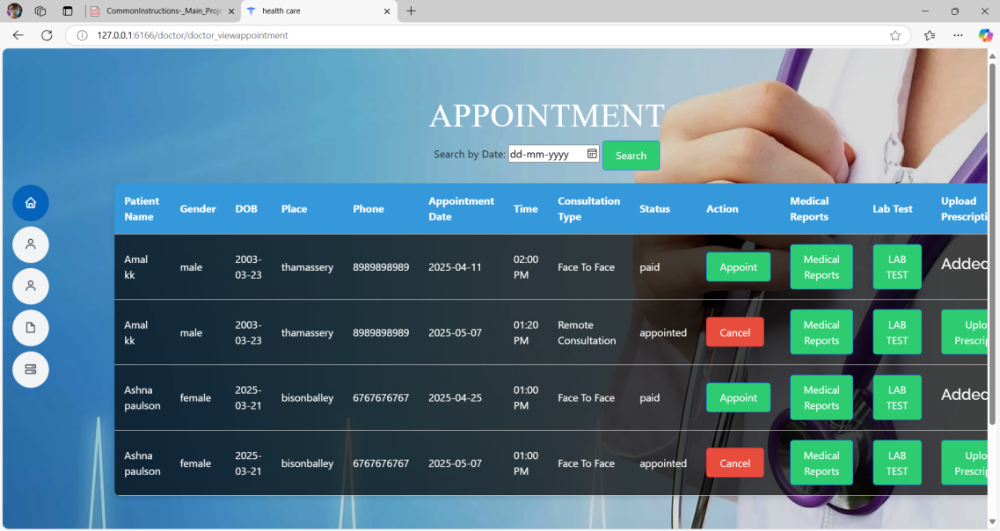 CommonInstructions-_Main_Proje
health care
127.0.0.1:6166/doctor/doctor_viewappointment
APPOINTMENT
Search by Date: dd-mm-yyyy Search
Patient Name Gender DOB Place Phone Appointment Date Time Consultation Type Status Action Medical Reports Lab Test Upload Prescripti
Amal kk male 2003-03-23 thamassery 8989898989 2025-04-11 02:00 PM Face To Face paid Appoint Medical Reports LAB TEST Added
Amal kk male 2003-03-23 thamassery 8989898989 2025-05-07 01:20 PM Remote Consultation appointed Cancel Medical Reports LAB TEST Uplo Prescrip
Ashna paulson female 2025-03-21 bisonballey 6767676767 2025-04-25 01:00 PM Face To Face paid Appoint Medical Reports LAB TEST Added
Ashna paulson female 2025-03-21 bisonballey 6767676767 2025-05-07 01:00 PM Face To Face appointed Cancel Medical Reports LAB TEST Uplo Prescrip